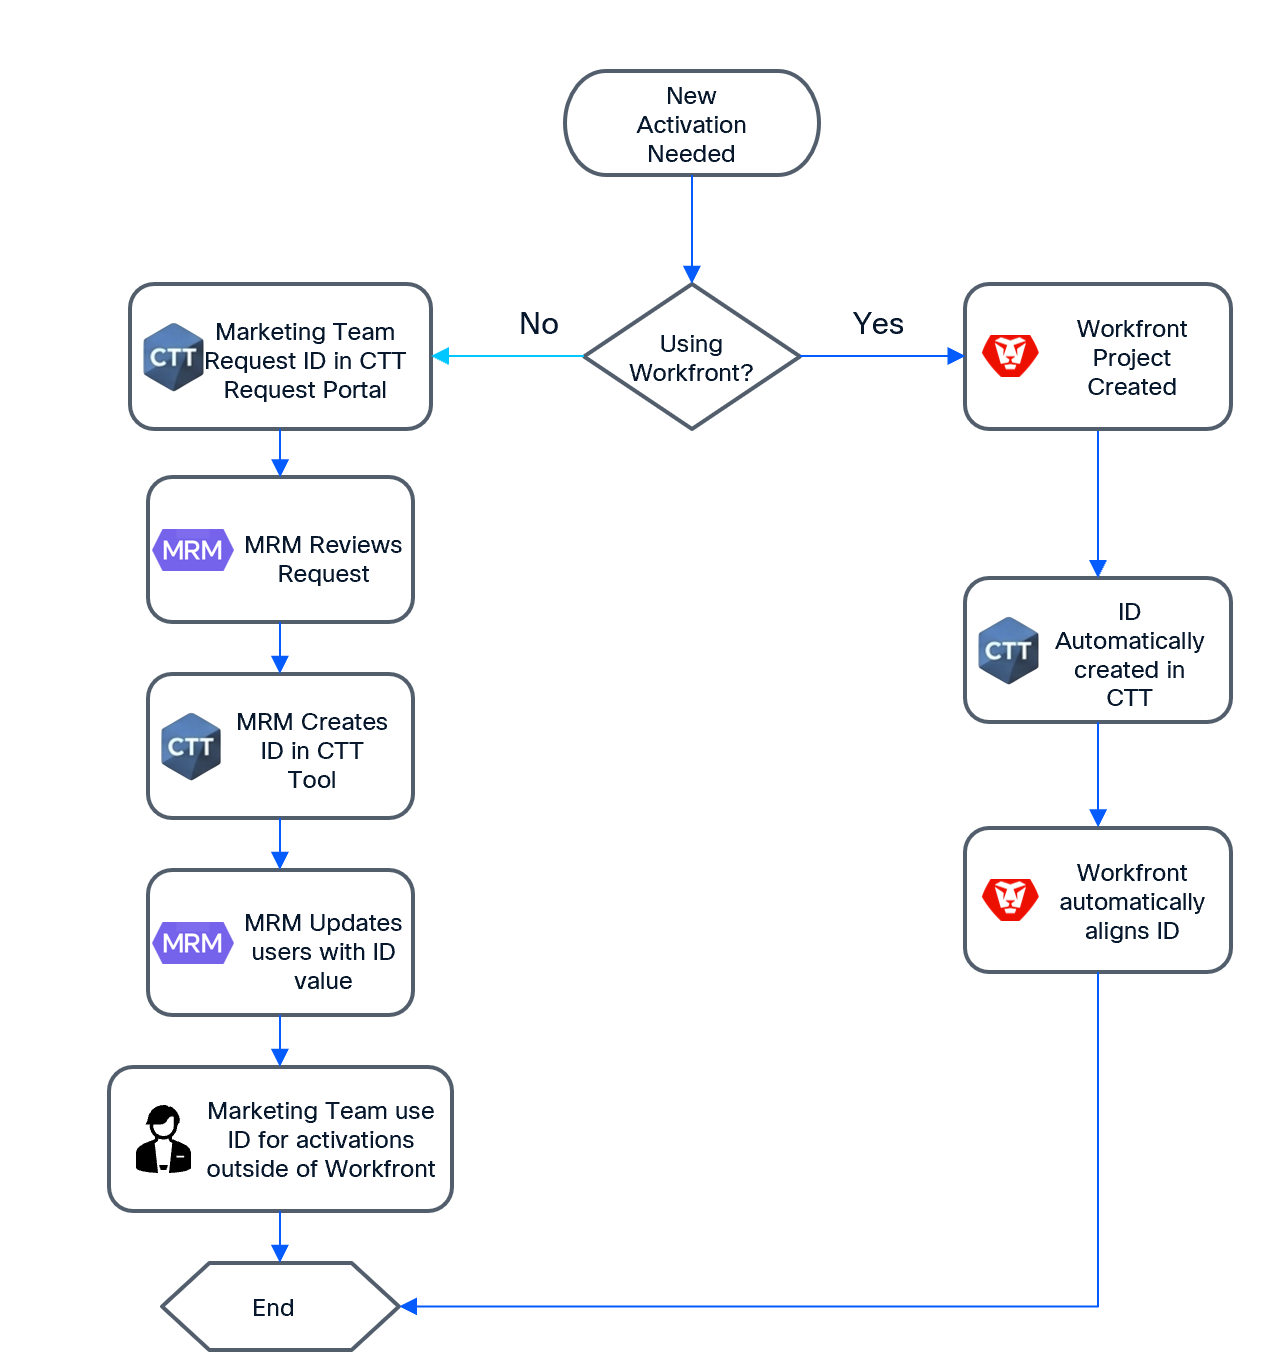 New
Activation
Needed
No
Yes
Using
Workfront?
CTT
Marketing Team
Request ID in CTT
Request Portal
Workfront
Project
Created
MRM
MRM Reviews
Request
ID
Automatically
created in
CTT
CTT
CTT
MRM Creates
ID in CTT
Tool
Workfront
automatically
aligns ID
MRM
MRM Updates
users with ID
value
Marketing Team use
ID for activations
outside of Workfront
End